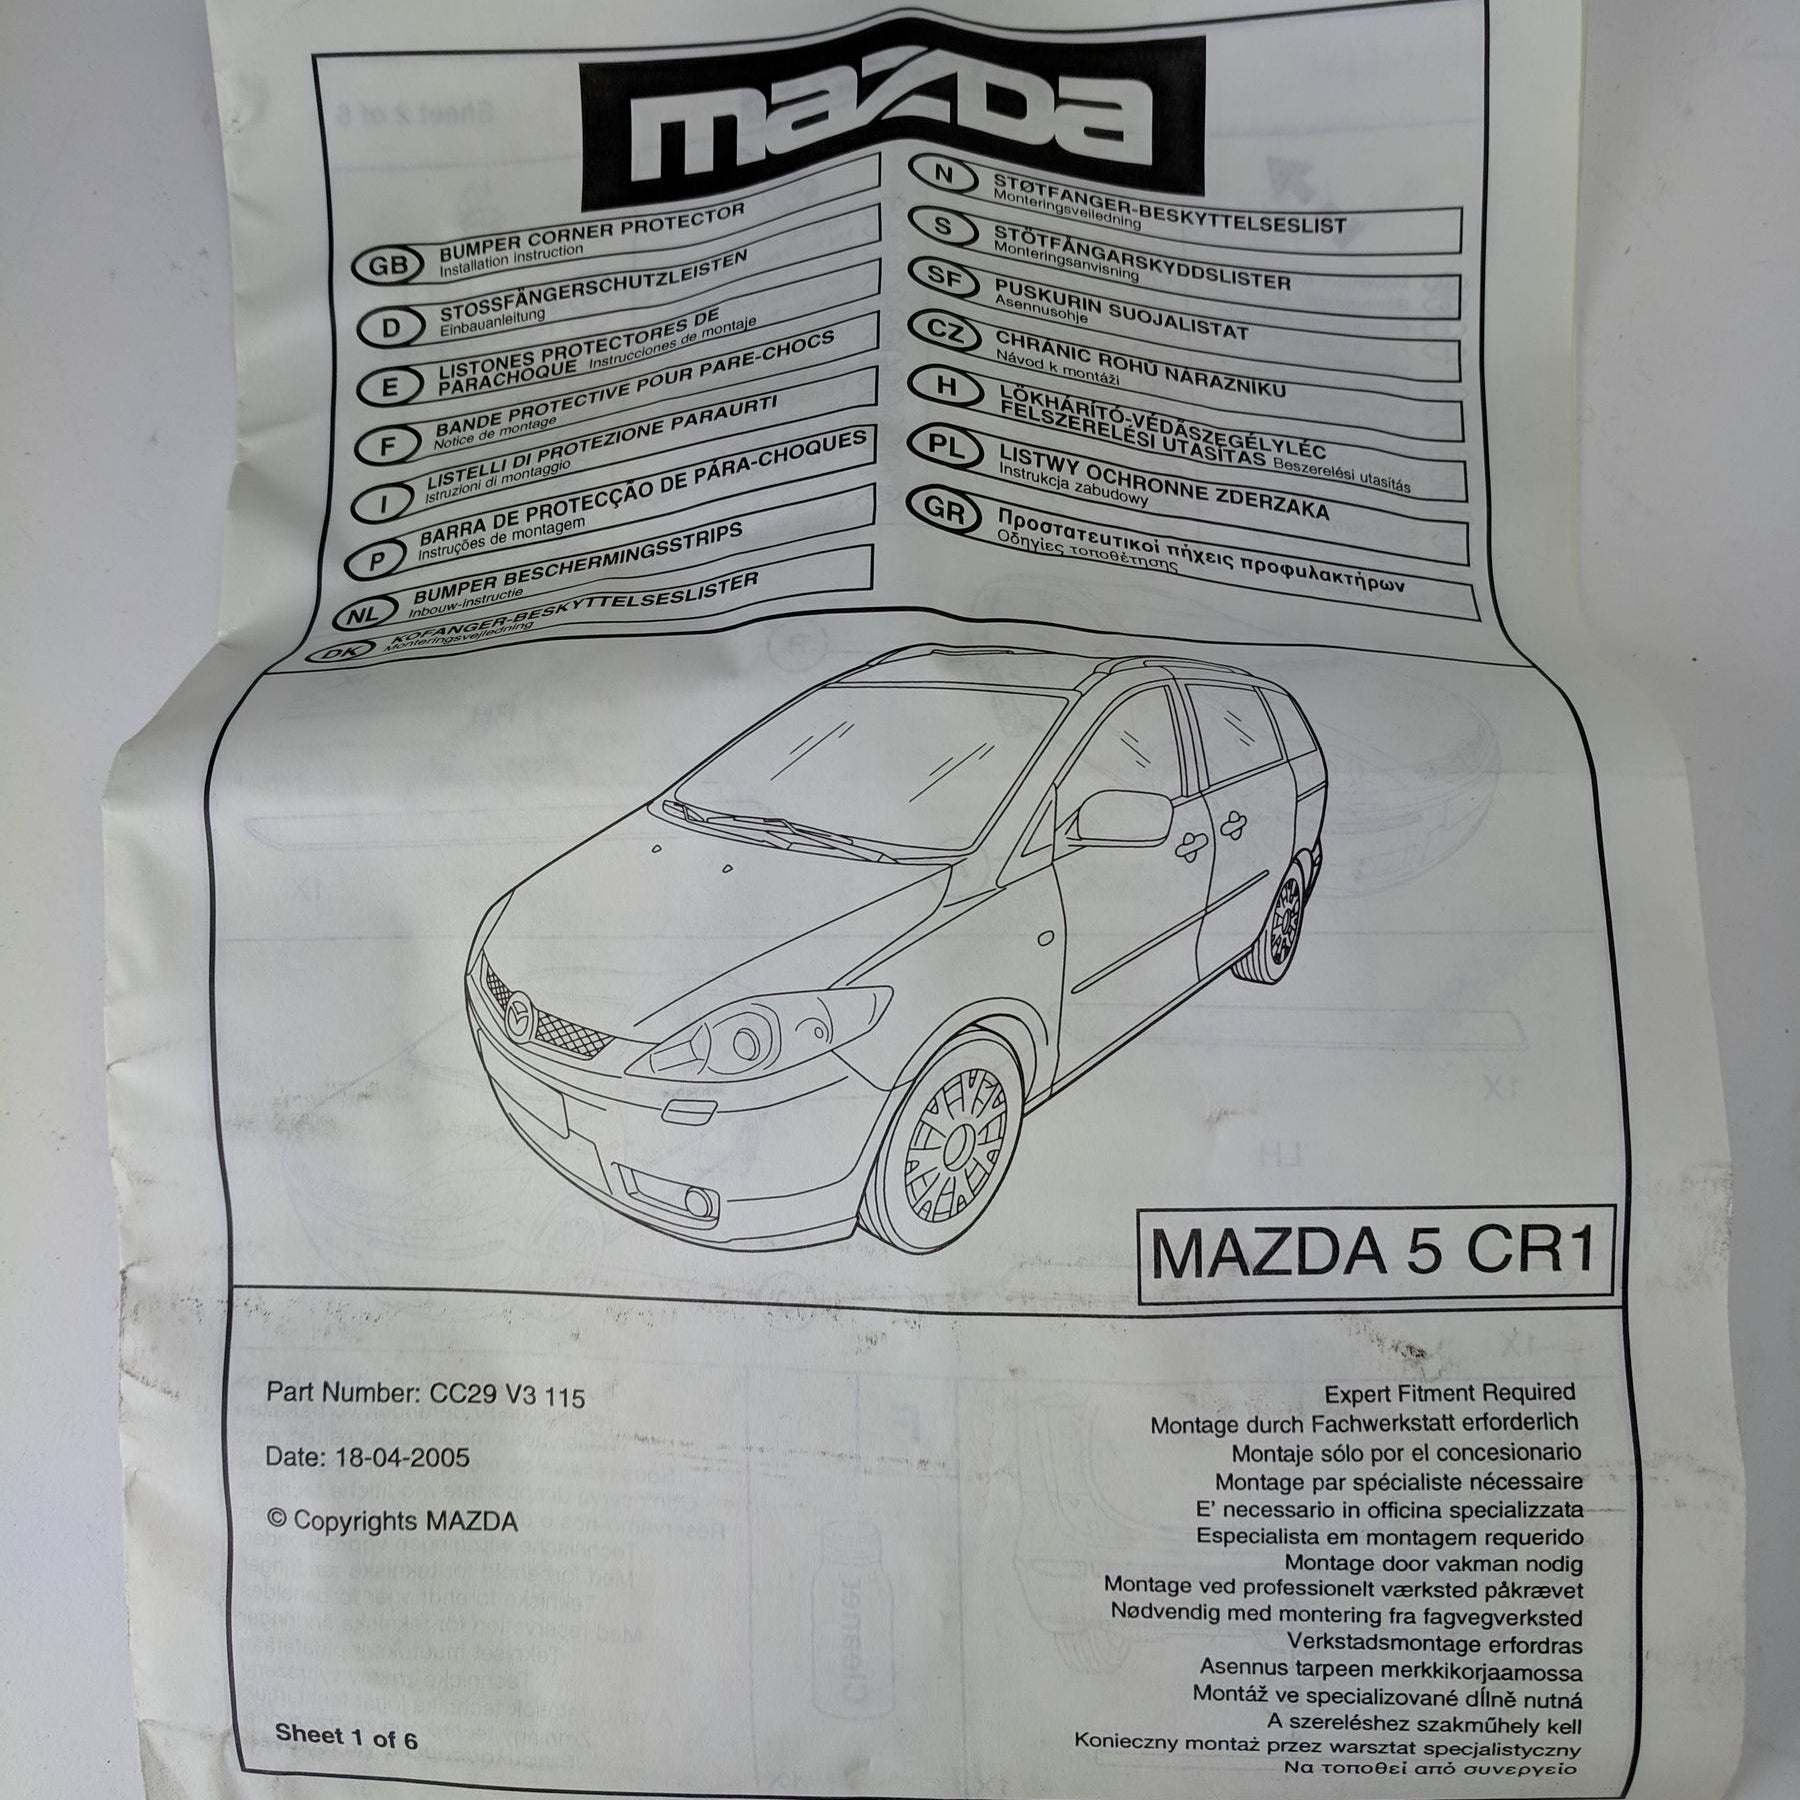 mazda
GB BUMPER CORNER PROTECTOR
Installation instruction
D STOSSFÄNGERSCHUTZLEISTEN
Einbauanleitung
E LISTONES PROTECTORES DE
PARACHOQUE Instrucciones de montaje
F BANDE PROTECTIVE POUR PARE-CHOCS
Notice de montage
I LISTELLI DI PROTEZIONE PARAURTI
Istruzioni di montaggio
P BARRA DE PROTECÇÃO DE PÁRA-CHOQUES
Instruções de montagem
NL BUMPER BESCHERMINGSSTRIPS
Inbouw-instructie
DK KOFANGER-BESKYTTELSESLISTER
Monteringsvejledning
N STØTFANGER-BESKYTTELSESLIST
Monteringsveiledning
S STÖTFÅNGARSKYDDSLISTER
Monteringsanvisning
SF PUSKURIN SUOJALISTAT
Asennusohje
CZ CHRÁNIC ROHŮ NÁRAZNÍKU
Návod k montáži
H LÖKHÁRÍTÓ-VÉDÃSZEGÉLYLÉC
FELSZERELÉSI UTASÍTÁS Beszerelési utasítás
PL LISTWY OCHRONNE ZDERZAKA
Instrukcja zabudowy
GR Προστατευτικοί πήχεις προφυλακτήρων
Οδηγίες τοποθέτησης
MAZDA 5 CR1
Part Number: CC29 V3 115
Date: 18-04-2005
© Copyrights MAZDA
Sheet 1 of 6
Expert Fitment Required
Montage durch Fachwerkstatt erforderlich
Montaje sólo por el concesionario
Montage par spécialiste nécessaire
E' necessario in officina specializzata
Especialista em montagem requerido
Montage door vakman nodig
Montage ved professionelt værksted påkrævet
Nødvendig med montering fra fagvegverksted
Verkstadsmontage erfordras
Asennus tarpeen merkkikorjaamossa
Montáž ve specializované dĺlně nutná
A szereléshez szakműhely kell
Konieczny montaż przez warsztat specjalistyczny
Να τοποθεί από συνεργείο